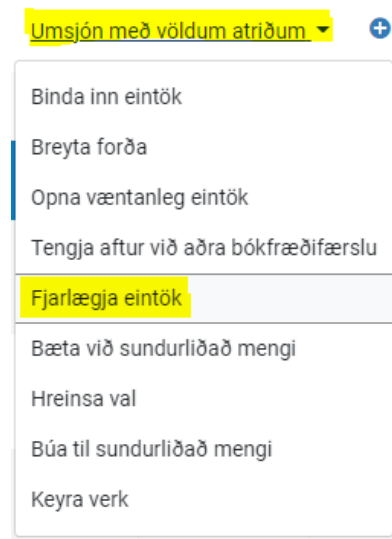 Umsjón með völdum atriðum
Binda inn eintök
Breyta forða
Opna væntanleg eintök
Tengja aftur við aðra bókfræðifærslu
Fjarlægja eintök
Bæta við sundurliðað mengi
Hreinsa val
Búa til sundurliðað mengi
Keyra verk